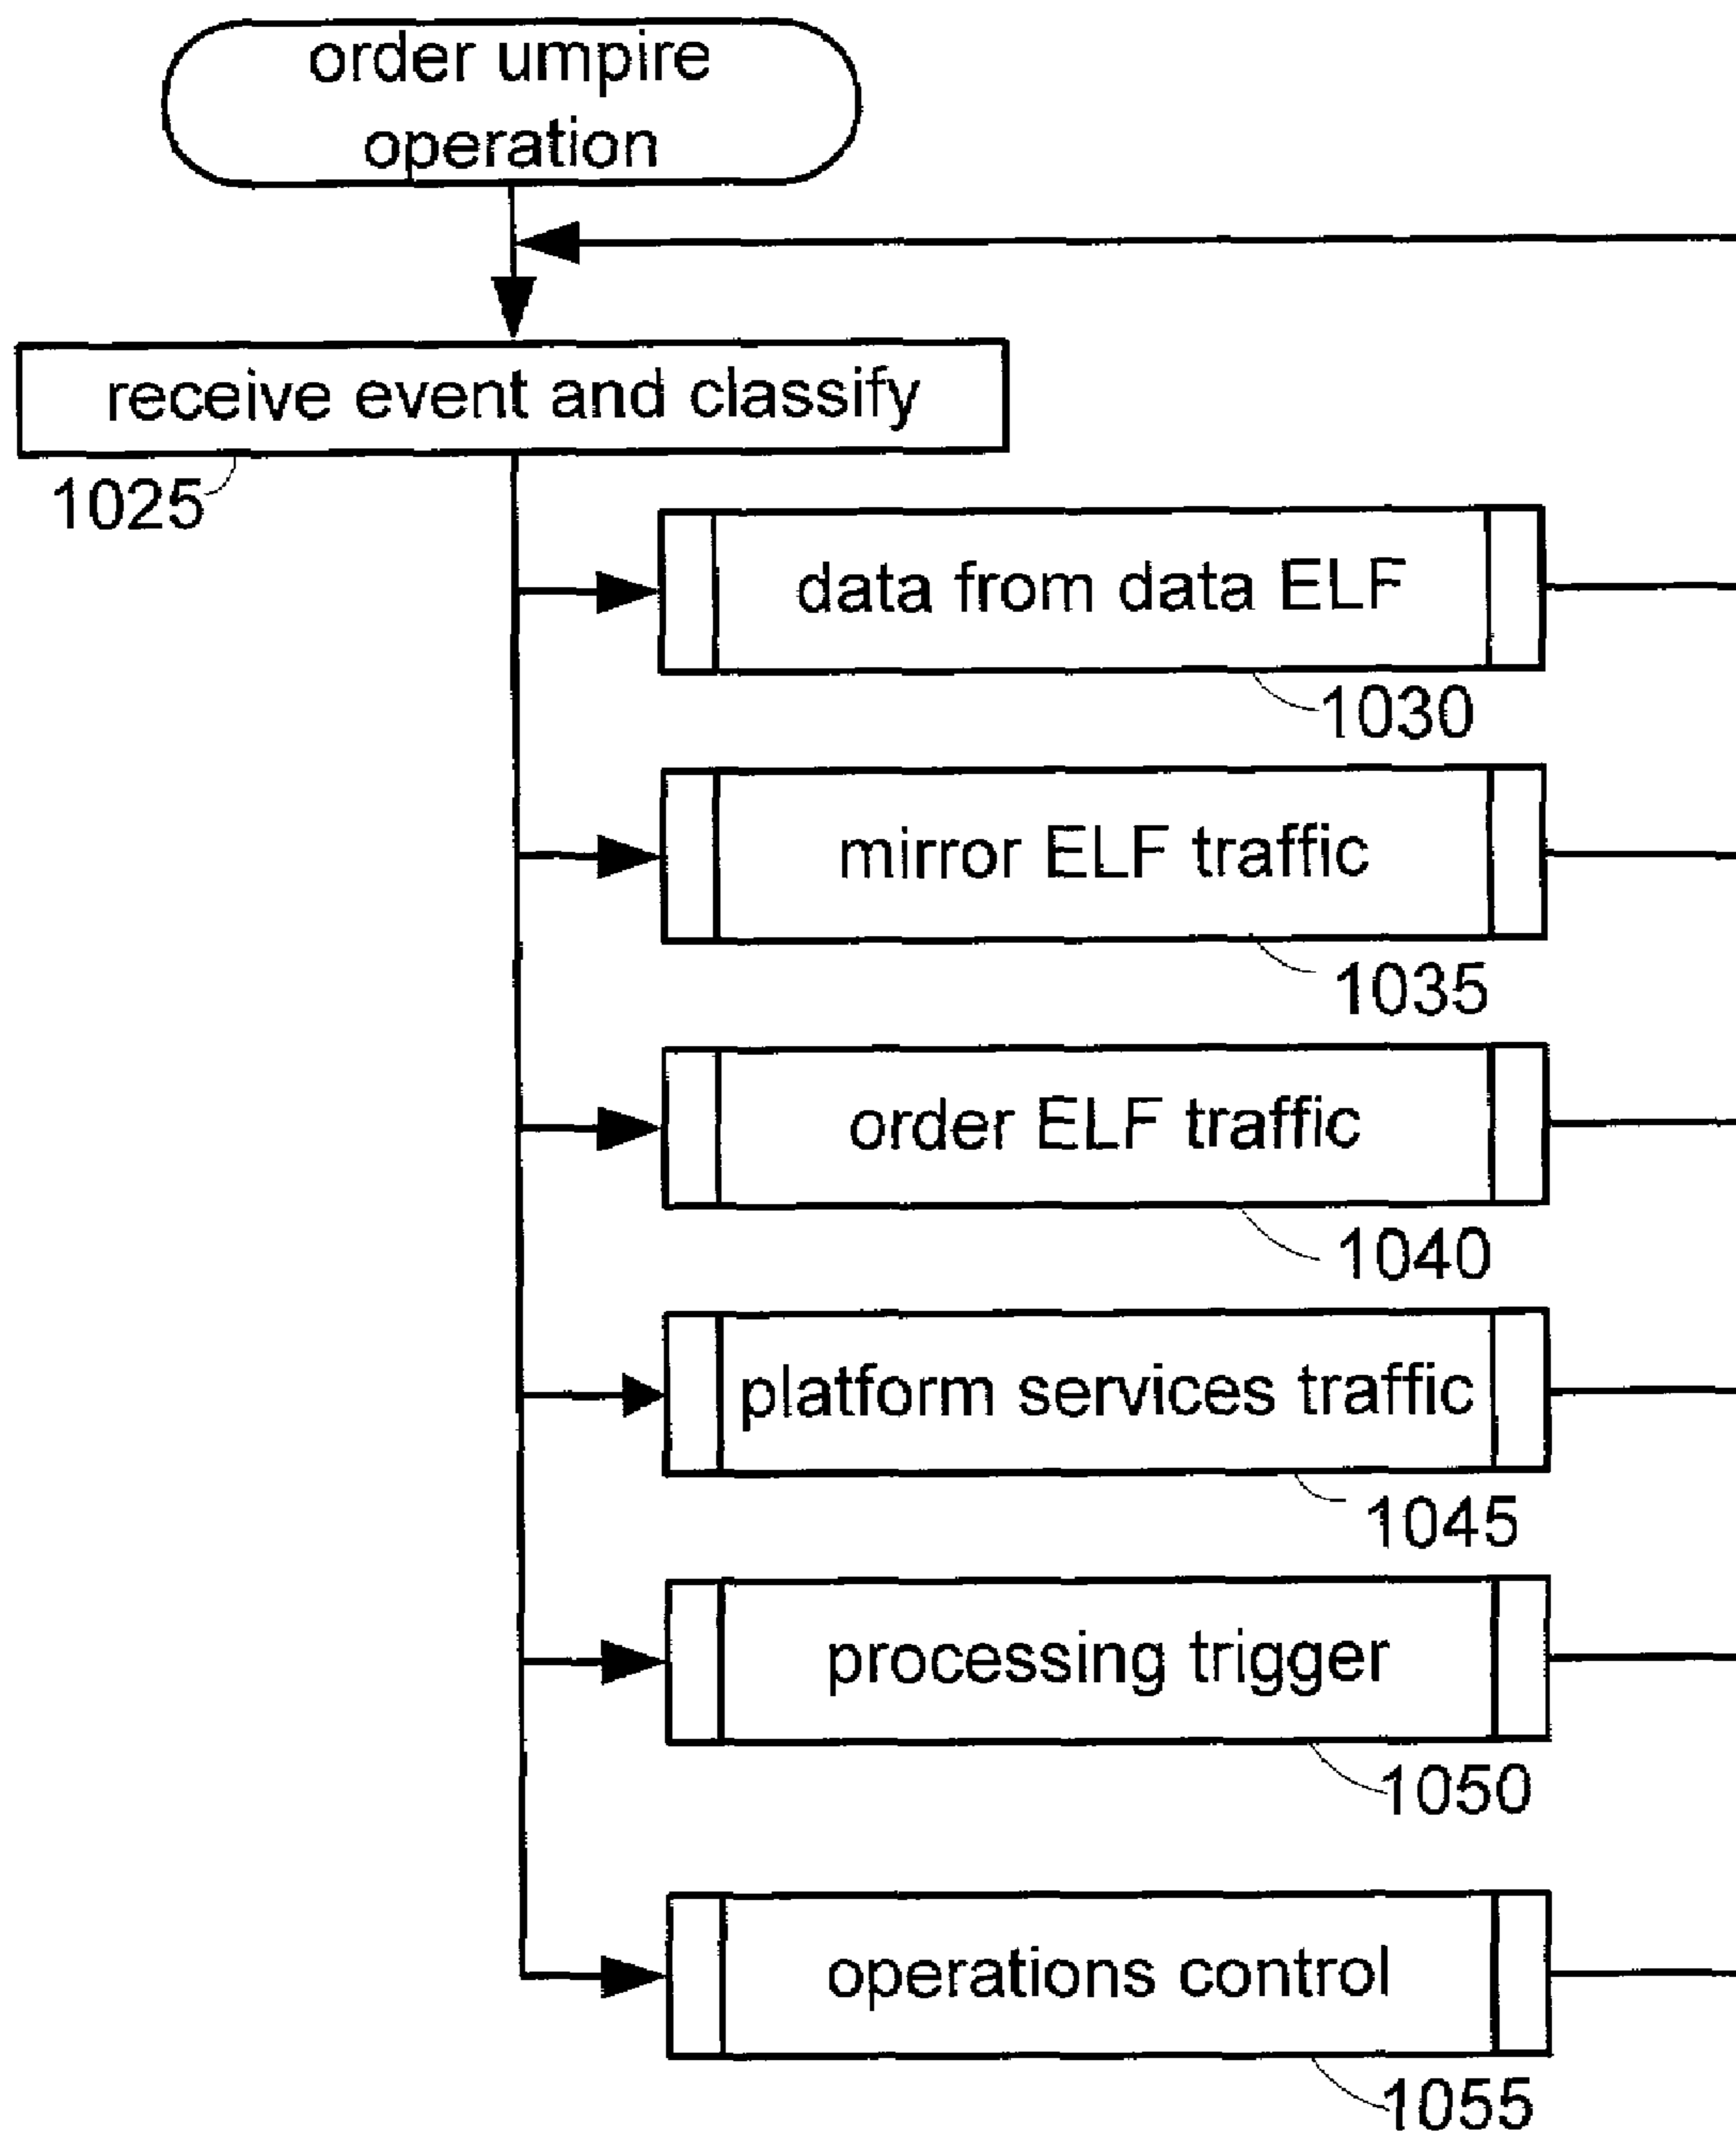 order umpire
operation
receive event and classify
1025
data from data ELF
1030
mirror ELF traffic
1035
order ELF traffic
1040
platform services traffic
1045
processing trigger
1050
operations control
1055